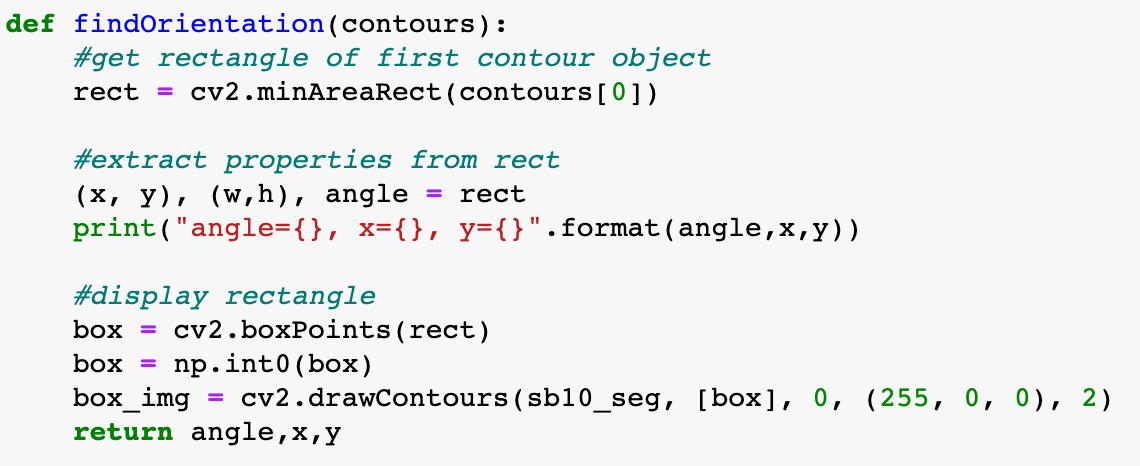 def findOrientation(contours):
    #get rectangle of first contour object
    rect = cv2.minAreaRect(contours[0])

    #extract properties from rect
    (x, y), (w,h), angle = rect
    print("angle={}, x={}, y={}".format(angle,x,y))

    #display rectangle
    box = cv2.boxPoints(rect)
    box = np.int0(box)
    box_img = cv2.drawContours(sb10_seg, [box], 0, (255, 0, 0), 2)
    return angle,x,y